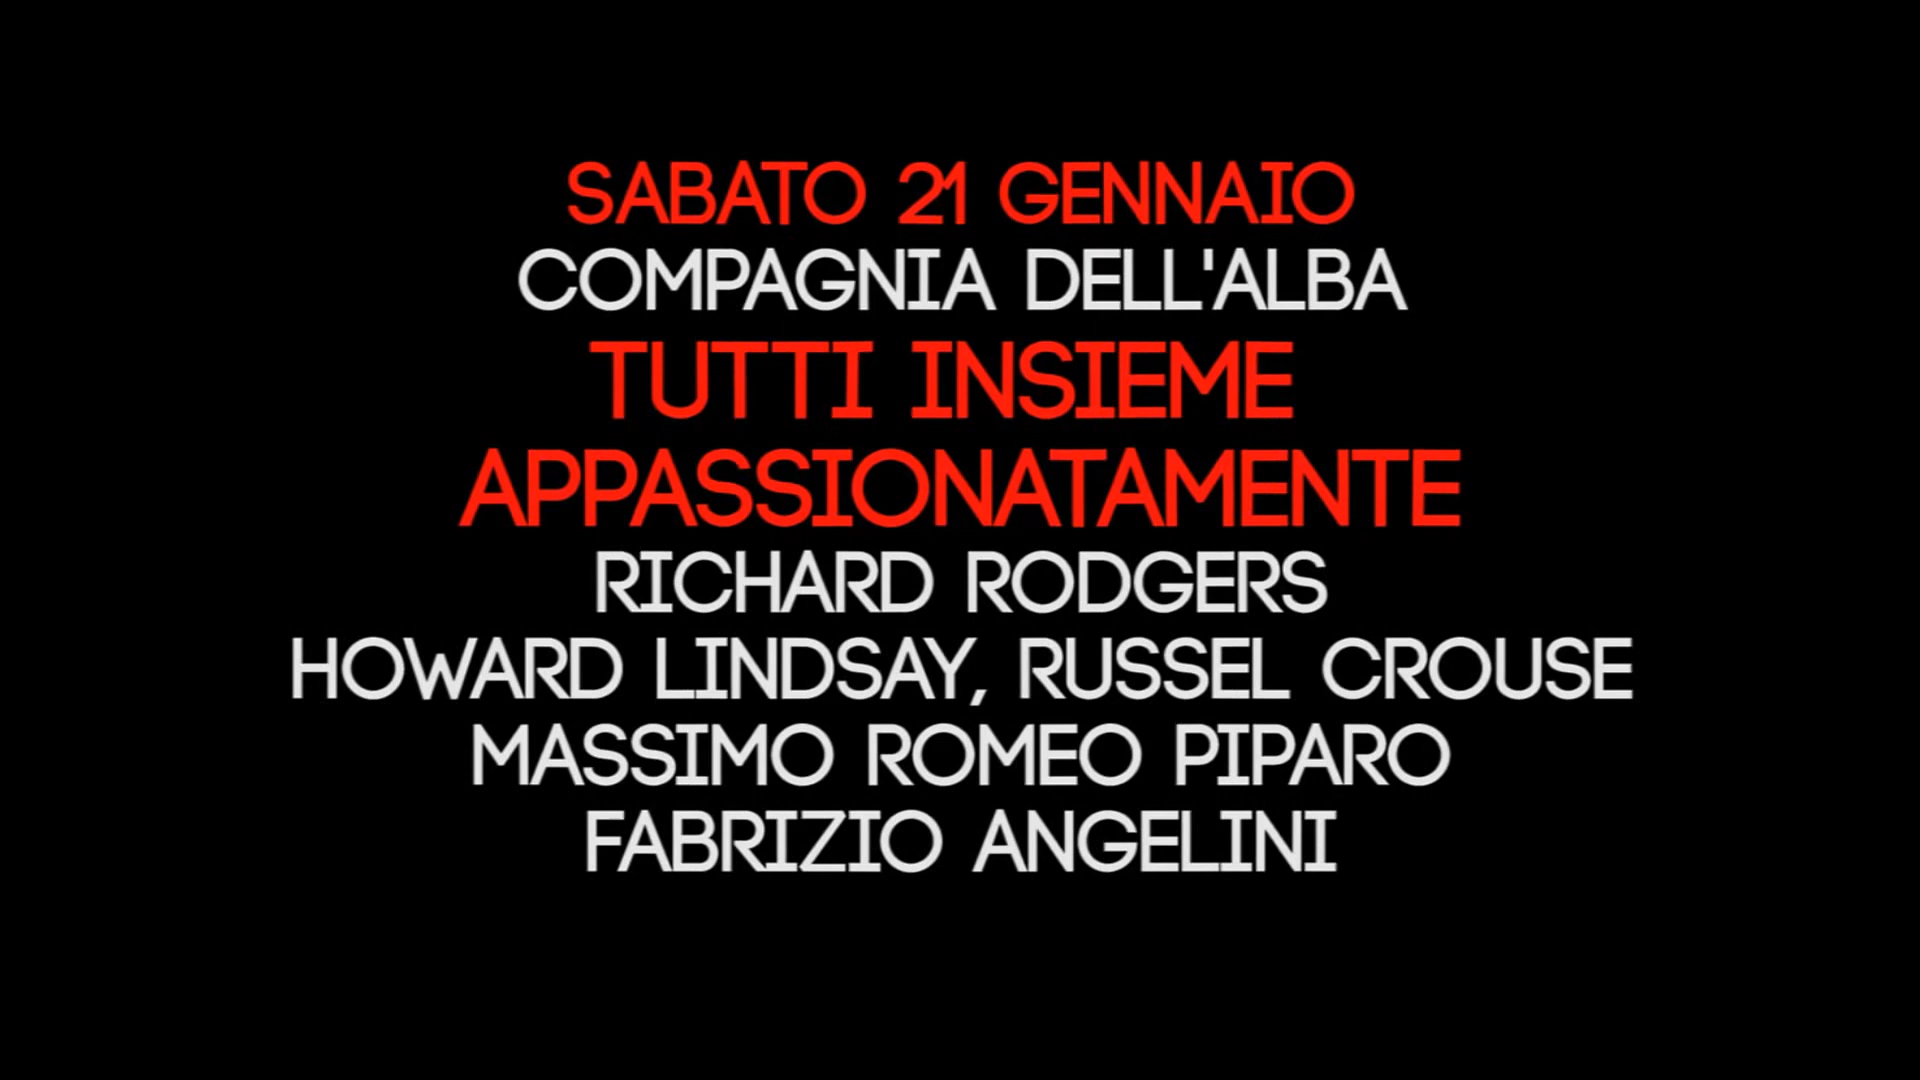 SABATO 21 GENNAIO
COMPAGNIA DELL'ALBA
TUTTI INSIEME
APPASSIONATAMENTE
RICHARD RODGERS
HOWARD LINDSAY, RUSSEL CROUSE
MASSIMO ROMEO PIPARO
FABRIZIO ANGELINI